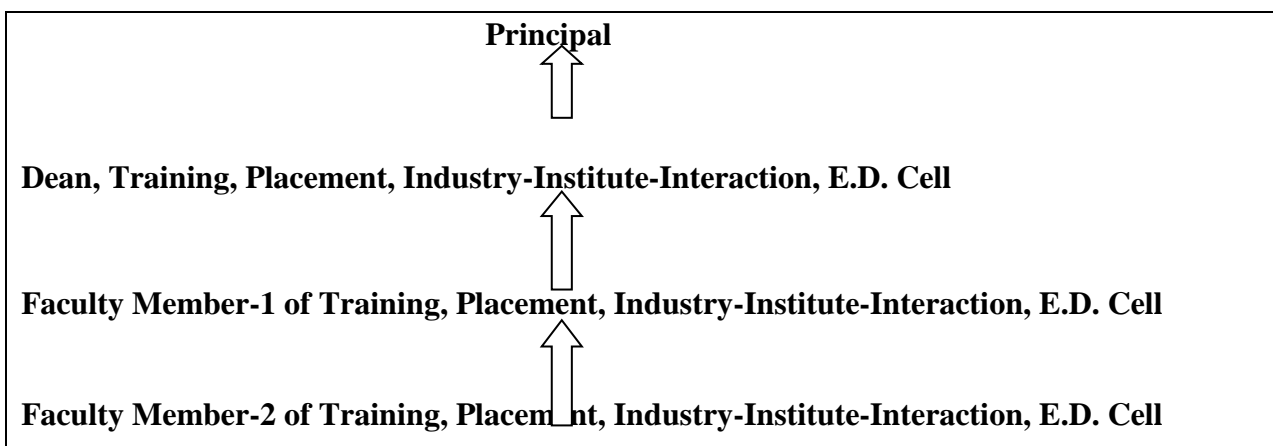 Principal
Dean, Training, Placement, Industry-Institute-Interaction, E.D. Cell
Faculty Member-1 of Training, Placement, Industry-Institute-Interaction, E.D. Cell
Faculty Member-2 of Training, Placement, Industry-Institute-Interaction, E.D. Cell